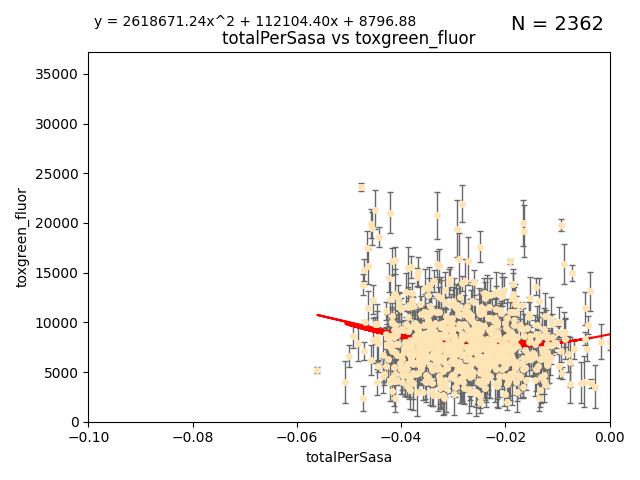 y = 2618671.24x^2 + 112104.40x + 8796.88
N = 2362
totalPerSasa vs toxgreen_fluor
35000
30000
25000
20000
15000
10000
5000
0
toxgreen_fluor
−0.10
−0.08
−0.06
−0.04
−0.02
0.00
totalPerSasa